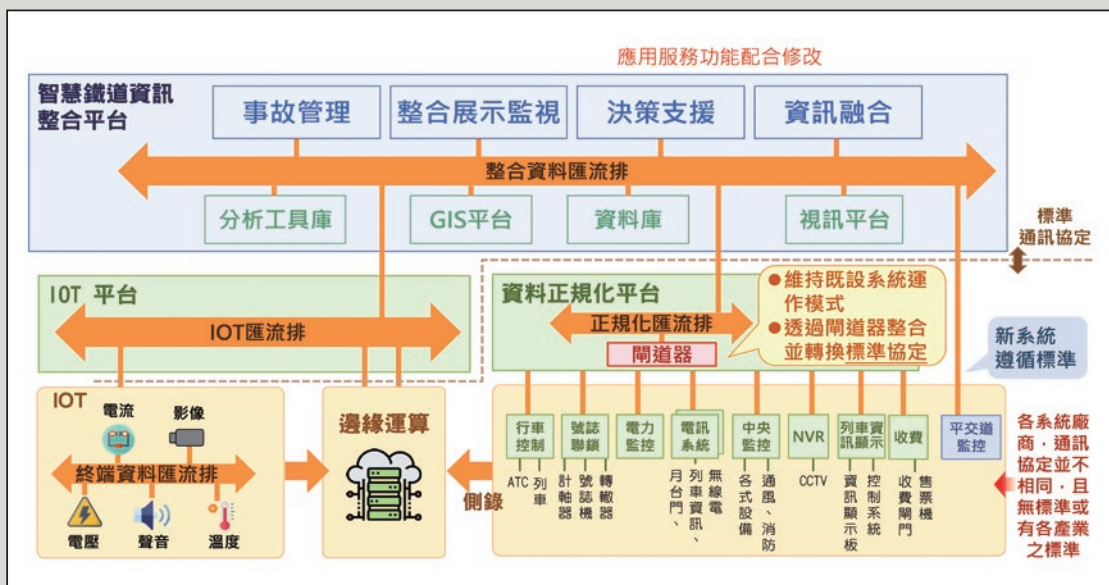 應用服務功能配合修改
智慧鐵道資訊
整合平台
事故管理
整合展示監視
決策支援
資訊融合
整合資料匯流排
分析工具庫
GIS平台
資料庫
視訊平台
標準
通訊協定
IOT 平台
IOT匯流排
資料正規化平台
正規化匯流排
閘道器
●維持既設系統運
作模式
●透過閘道器整合
並轉換標準協定
新系統
遵循標準
IOT
電流
影像
終端資料匯流排
電壓
聲音
溫度
邊緣運算
側錄
行車
控制
號誌
聯鎖
電力
監控
電訊
系統
中央
監控
NVR
列車資
訊顯示
收費
平交道
監控
ATC
列車
計軸器
號誌機
轉轍器
月台門、
列車資訊、
無線電
各式設備
通風、消防
CCTV
資訊顯示板
控制系統
收費閘門
售票機
各系統廠
商，通訊
協定並不
相同，且
無標準或
有各產業
之標準